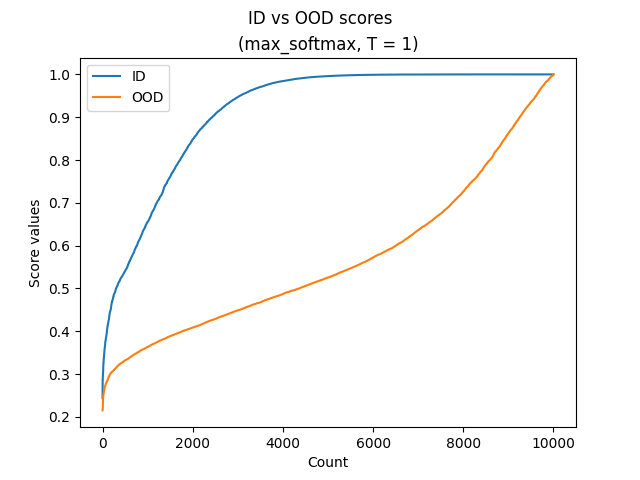 ID vs OOD scores
(max_softmax, T = 1)
ID
OOD
1.0
0.9
0.8
0.7
0.6
0.5
0.4
0.3
0.2
Score values
0 2000 4000 6000 8000 10000
Count